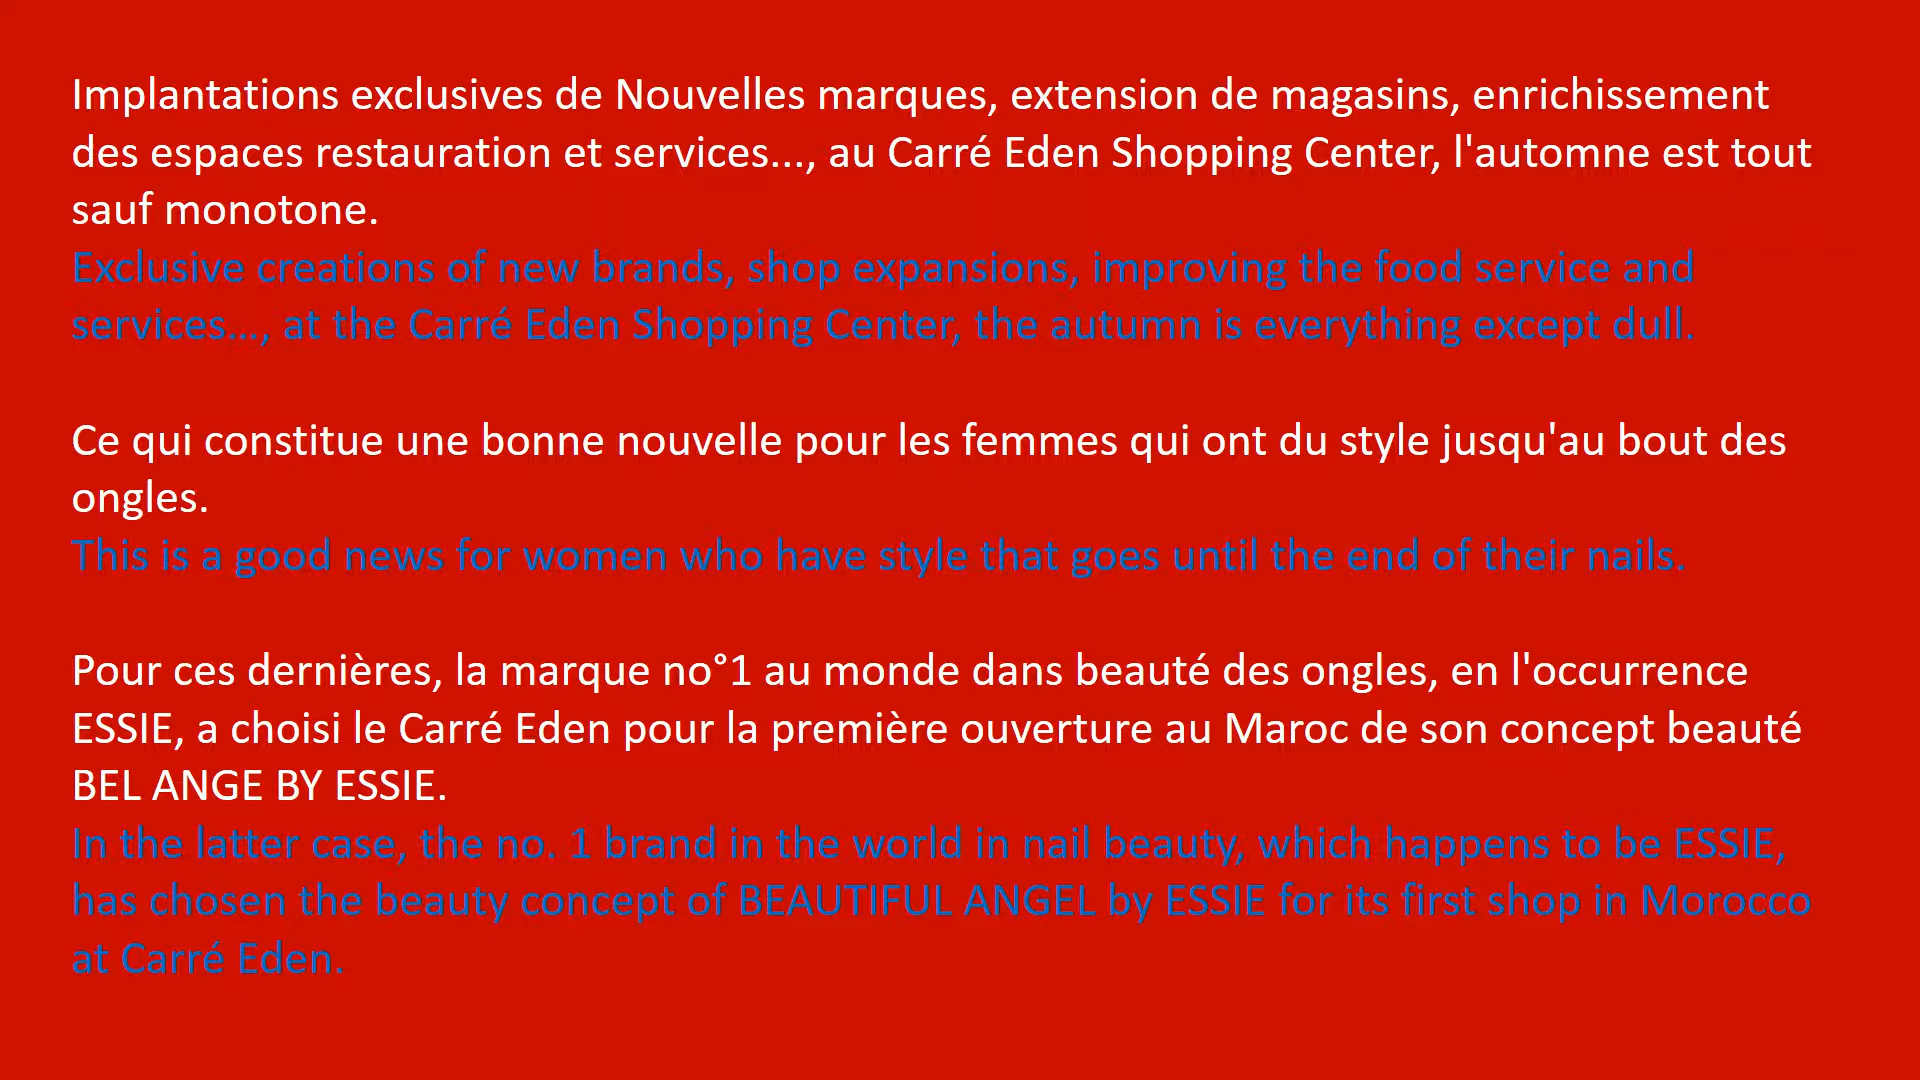 Implantations exclusives de Nouvelles marques, extension de magasins, enrichissement
des espaces restauration et services..., au Carré Eden Shopping Center, l'automne est tout
sauf monotone.
Exclusive creations of new brands, shop expansions, improving the food service and
services..., at the Carré Eden Shopping Center, the autumn is everything except dull.
Ce qui constitue une bonne nouvelle pour les femmes qui ont du style jusqu'au bout des
ongles.
This is a good news for women who have style that goes until the end of their nails.
Pour ces dernières, la marque no°1 au monde dans beauté des ongles, en l'occurrence
ESSIE, a choisi le Carré Eden pour la première ouverture au Maroc de son concept beauté
BEL ANGE BY ESSIE.
In the latter case, the no. 1 brand in the world in nail beauty, which happens to be ESSIE,
has chosen the beauty concept of BEAUTIFUL ANGEL by ESSIE for its first shop in Morocco
at Carré Eden.